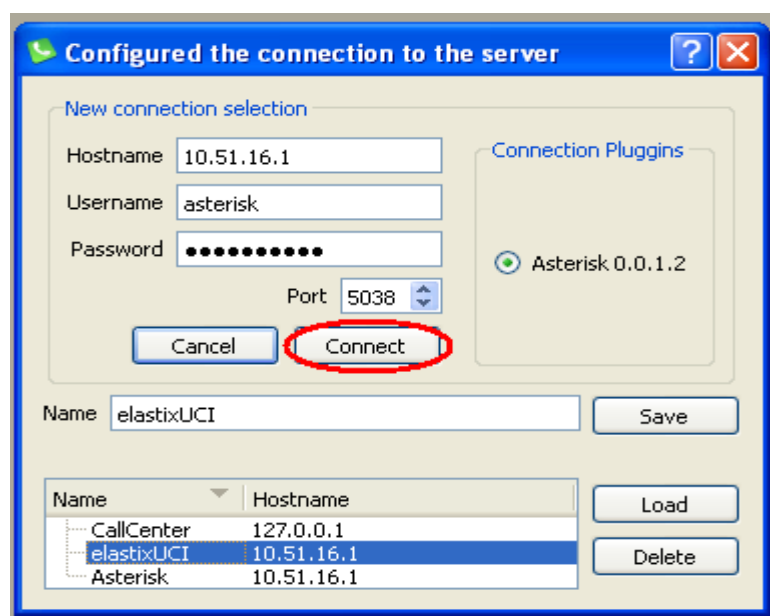 Configured the connection to the server
New connection selection
Hostname 10.51.16.1
Username asterisk
Password ●●●●●●●●●●
Port 5038
Cancel Connect
Connection Pluggins
Asterisk 0.0.1.2
Name elastixUCI Save
Name Hostname
CallCenter 127.0.0.1
elastixUCI 10.51.16.1
Asterisk 10.51.16.1
Load
Delete